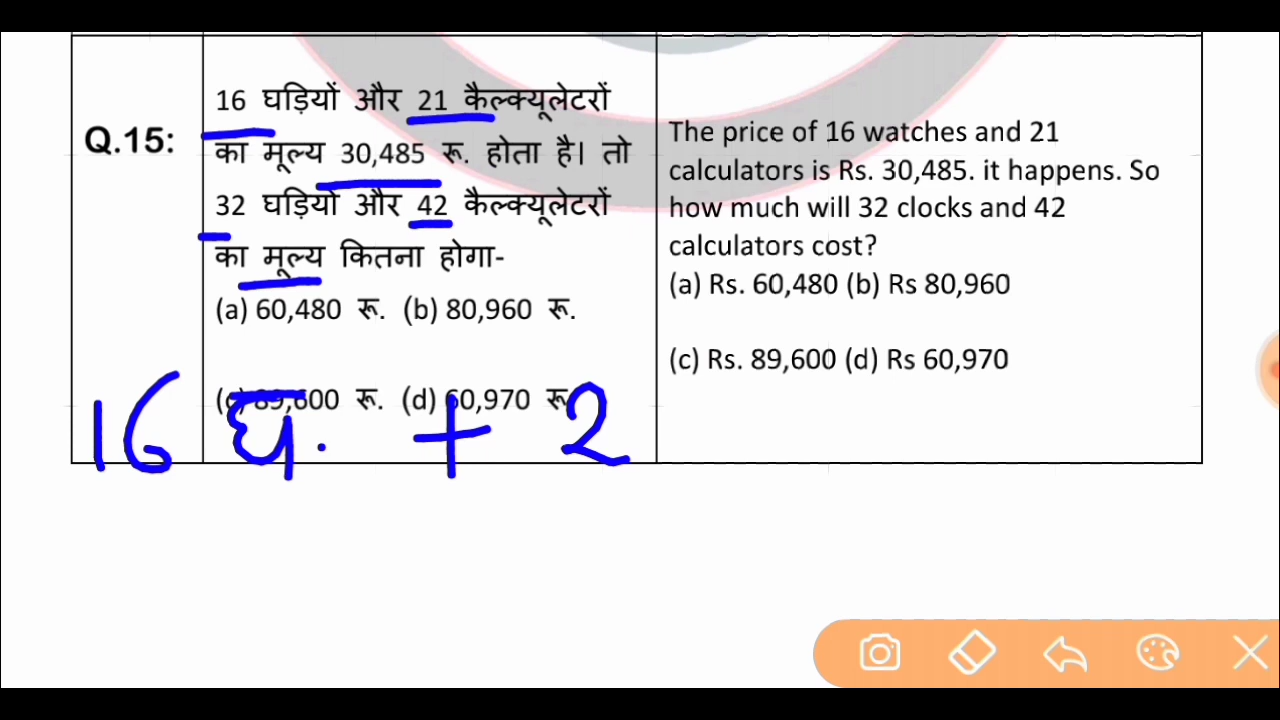 Q.15:
16 घड़ियों और 21 कैल्क्यूलेटरों
का मूल्य 30,485 रू. होता है। तो
32 घड़ियो और 42 कैल्क्यूलेटरों
का मूल्य कितना होगा-
(a) 60,480 रू. (b) 80,960 रू.
(c) 89,600 रू. (d) 60,970 रू
The price of 16 watches and 21
calculators is Rs. 30,485. it happens. So
how much will 32 clocks and 42
calculators cost?
(a) Rs. 60,480 (b) Rs 80,960
(c) Rs. 89,600 (d) Rs 60,970
16 घ. + 2